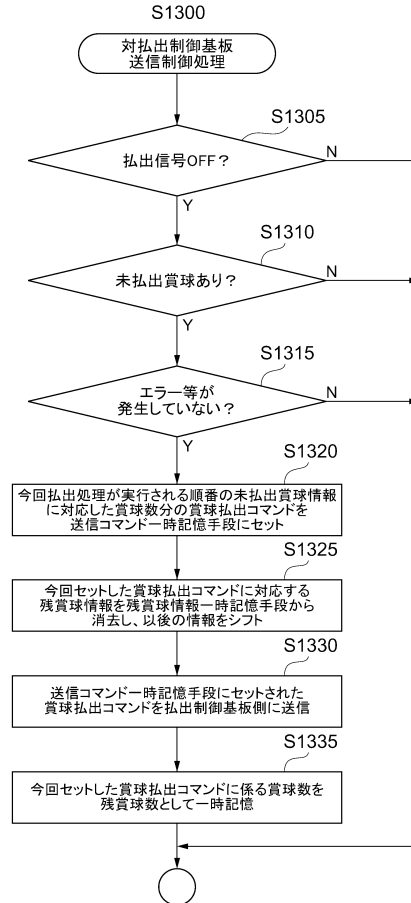 S1300
対払出制御基板
送信制御処理
S1305
払出信号OFF？
N
Y
S1310
未払出賞球あり？
N
Y
S1315
エラー等が
発生していない？
N
Y
S1320
今回払出処理が実行される順番の未払出賞球情報
に対応した賞球数分の賞球払出コマンドを
送信コマンド一時記憶手段にセット
S1325
今回セットした賞球払出コマンドに対応する
残賞球情報を残賞球情報一時記憶手段から
消去し、以後の情報をシフト
S1330
送信コマンド一時記憶手段にセットされた
賞球払出コマンドを払出制御基板側に送信
S1335
今回セットした賞球払出コマンドに係る賞球数を
残賞球数として一時記憶